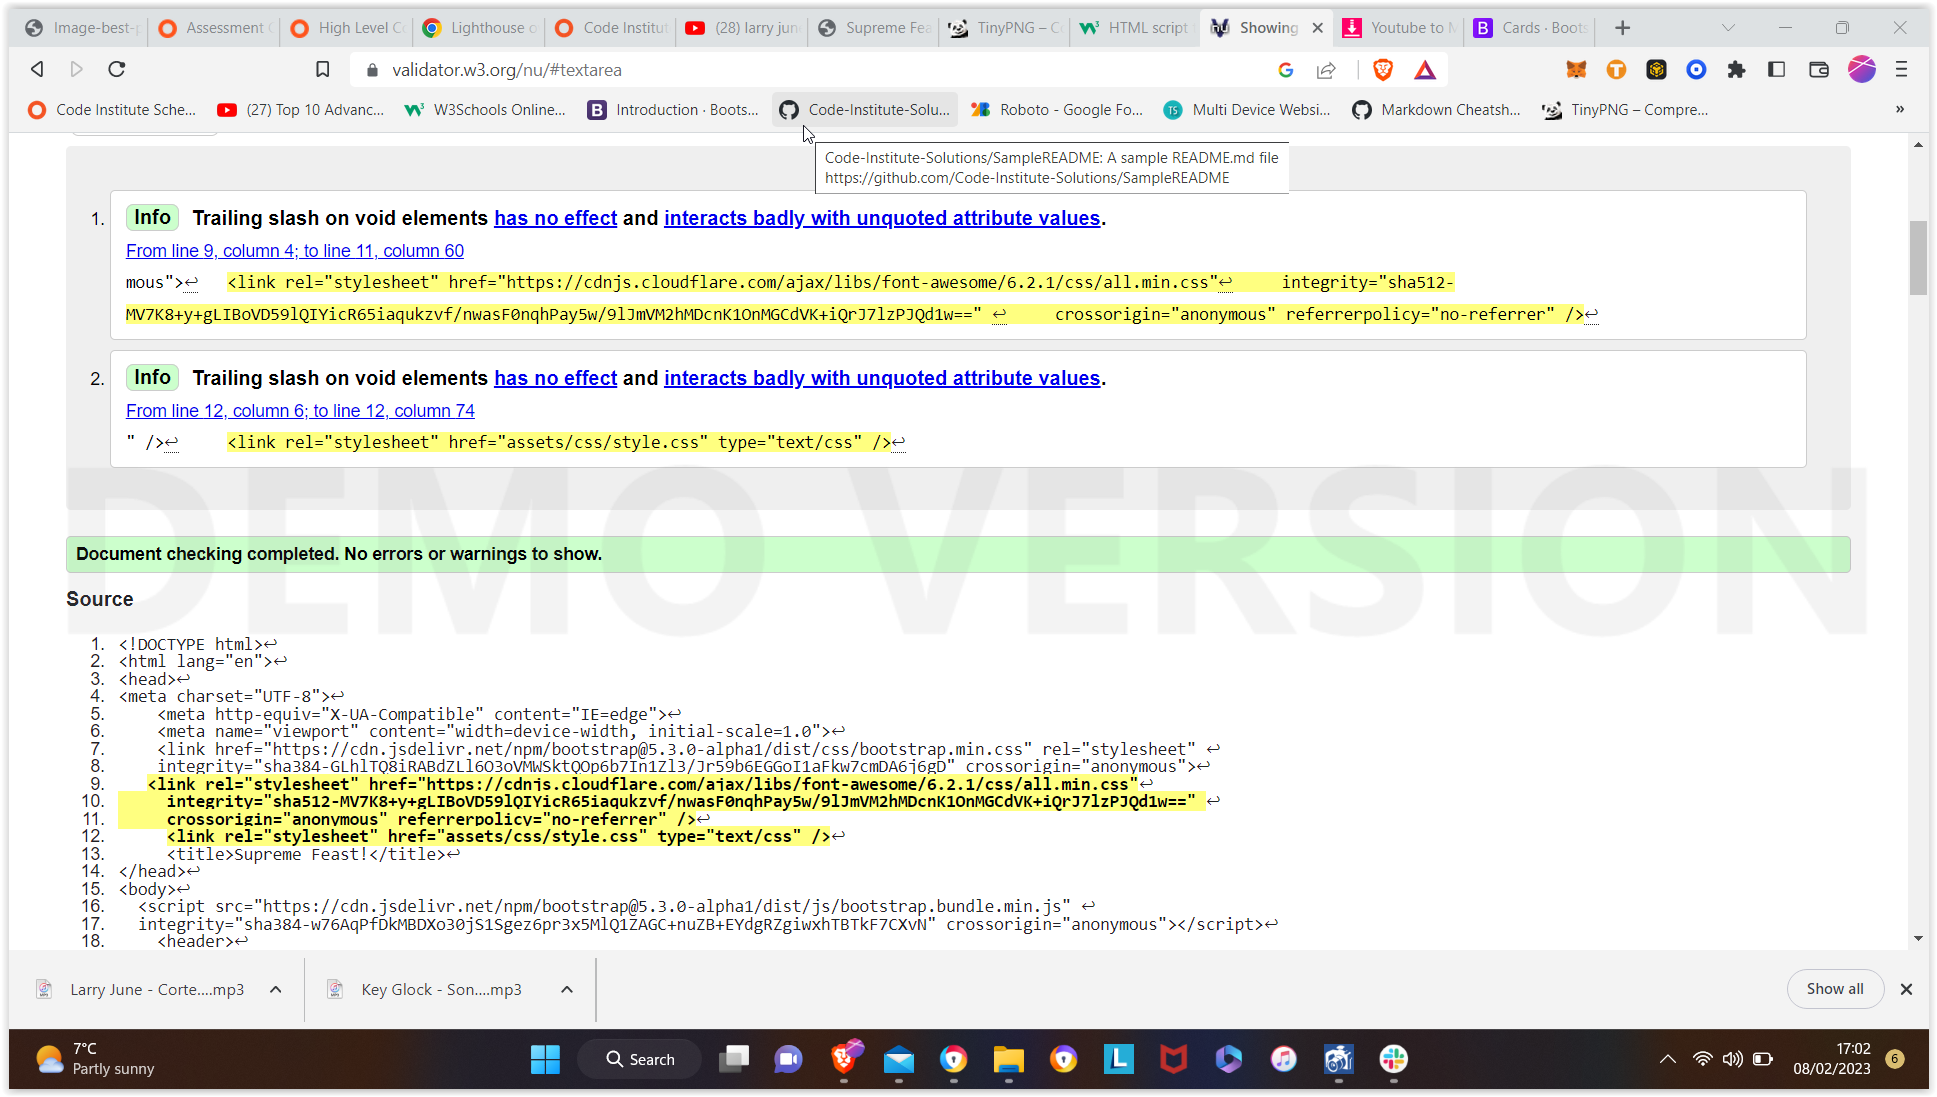 Image-best-p
Assessment C
High Level Co
Lighthouse o
Code Institut
(28) larry jun
Supreme Fea
TinyPNG – Co
HTML script
Showing
Youtube to M
Cards · Boots
validator.w3.org/nu/#textarea
Code Institute Sche...
(27) Top 10 Advanc...
W3Schools Online...
Introduction · Boots...
Code-Institute-Solu...
Roboto - Google Fo...
Multi Device Websi...
Markdown Cheatsh...
TinyPNG – Compre...
»
Code-Institute-Solutions/SampleREADME: A sample README.md file
https://github.com/Code-Institute-Solutions/SampleREADME
1. Info Trailing slash on void elements has no effect and interacts badly with unquoted attribute values.
From line 9, column 4; to line 11, column 60
mous">↩ <link rel="stylesheet" href="https://cdnjs.cloudflare.com/ajax/libs/font-awesome/6.2.1/css/all.min.css"↩ integrity="sha512-
MV7K8+y+gLIBoVD59lQIYicR65iaqukzvf/nwasF0nqhPay5w/9lJmVM2hMDcnK1OnMGCdVK+iQrJ7lzPJQd1w==" ↩ crossorigin="anonymous" referrerpolicy="no-referrer" />↩
2. Info Trailing slash on void elements has no effect and interacts badly with unquoted attribute values.
From line 12, column 6; to line 12, column 74
" />↩ <link rel="stylesheet" href="assets/css/style.css" type="text/css" />↩
DEMO VERSION
Document checking completed. No errors or warnings to show.
Source
1. <!DOCTYPE html>↩
2. <html lang="en">↩
3. <head>↩
4. <meta charset="UTF-8">↩
5. <meta http-equiv="X-UA-Compatible" content="IE=edge">↩
6. <meta name="viewport" content="width=device-width, initial-scale=1.0">↩
7. <link href="https://cdn.jsdelivr.net/npm/bootstrap@5.3.0-alpha1/dist/css/bootstrap.min.css" rel="stylesheet" ↩
8. integrity="sha384-GLhlTQ8iRABdZLl6O3oVMWSktQOp6b7In1Zl3/Jr59b6EGGoI1aFkw7cmDA6j6gD" crossorigin="anonymous">↩
9. <link rel="stylesheet" href="https://cdnjs.cloudflare.com/ajax/libs/font-awesome/6.2.1/css/all.min.css"↩
10. integrity="sha512-MV7K8+y+gLIBoVD59lQIYicR65iaqukzvf/nwasF0nqhPay5w/9lJmVM2hMDcnK1OnMGCdVK+iQrJ7lzPJQd1w==" ↩
11. crossorigin="anonymous" referrerpolicy="no-referrer" />↩
12. <link rel="stylesheet" href="assets/css/style.css" type="text/css" />↩
13. <title>Supreme Feast!</title>↩
14. </head>↩
15. <body>↩
16. <script src="https://cdn.jsdelivr.net/npm/bootstrap@5.3.0-alpha1/dist/js/bootstrap.bundle.min.js" ↩
17. integrity="sha384-w76AqPfDkMBDXo30jS1Sgez6pr3x5MlQ1ZAGC+nuZB+EYdgRZgiwxhTBTkF7CXvN" crossorigin="anonymous"></script>↩
18. <header>↩
Larry June - Corte....mp3
Key Glock - Son....mp3
Show all
7°C
Partly sunny
Search
17:02
08/02/2023
6